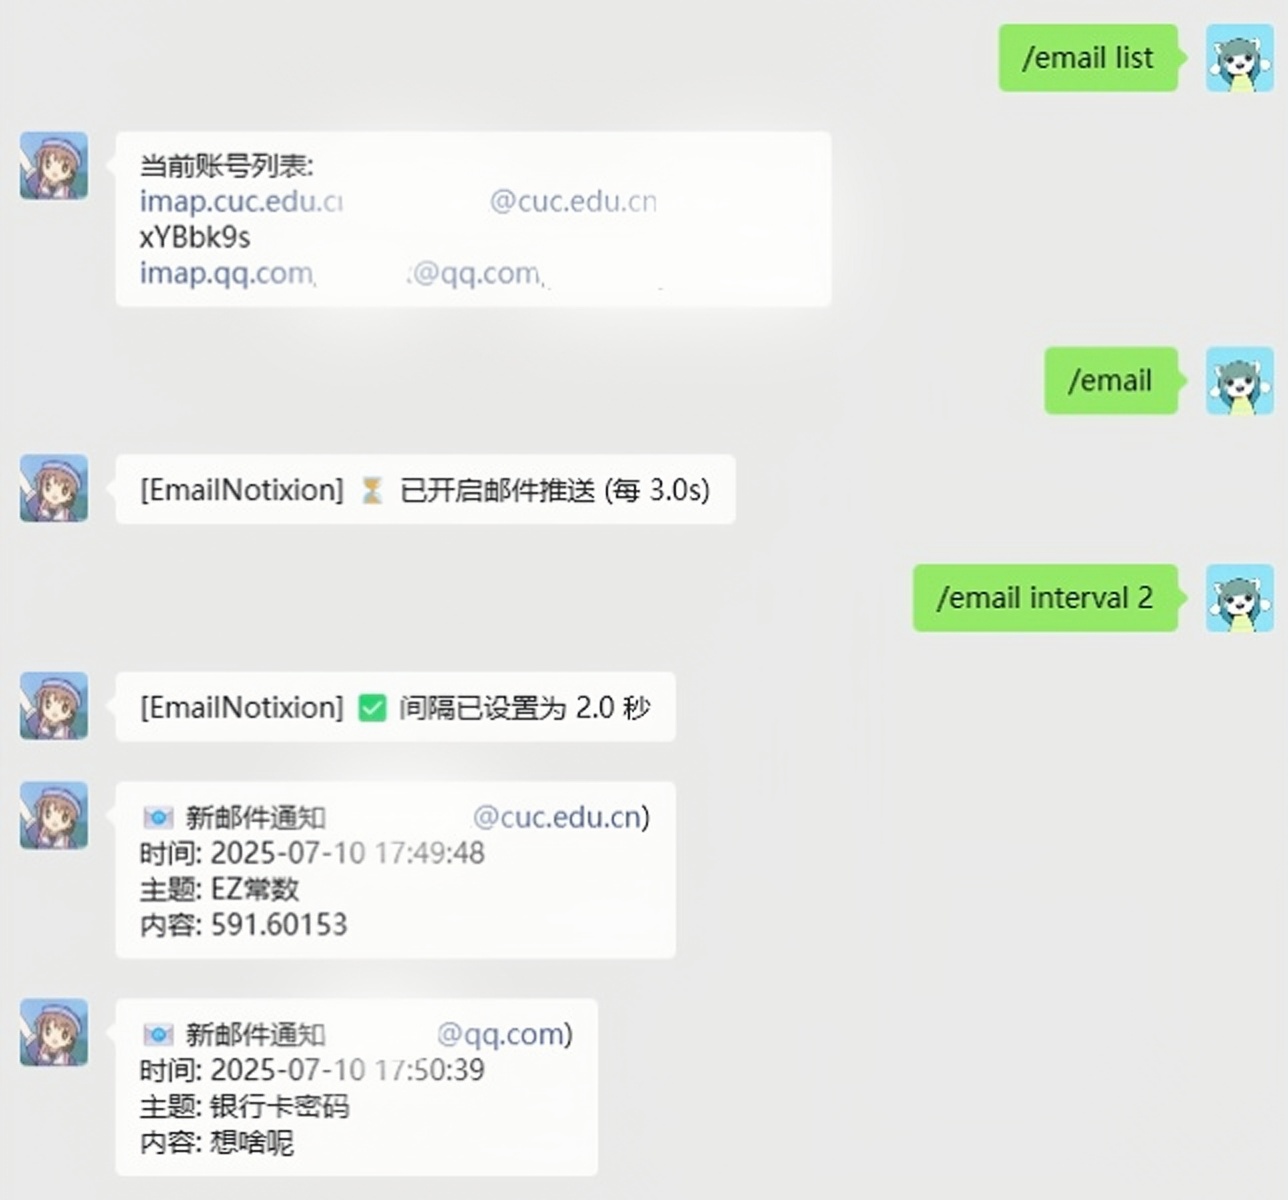 /email list
当前账号列表:
imap.cuc.edu.c @cuc.edu.cn
xYBbk9s
imap.qq.com, @qq.com,
/email
[EmailNotixion] ⏳ 已开启邮件推送 (每 3.0s)
/email interval 2
[EmailNotixion] ✅ 间隔已设置为 2.0 秒
📧 新邮件通知 @cuc.edu.cn)
时间: 2025-07-10 17:49:48
主题: EZ常数
内容: 591.60153
📧 新邮件通知 @qq.com)
时间: 2025-07-10 17:50:39
主题: 银行卡密码
内容: 想啥呢